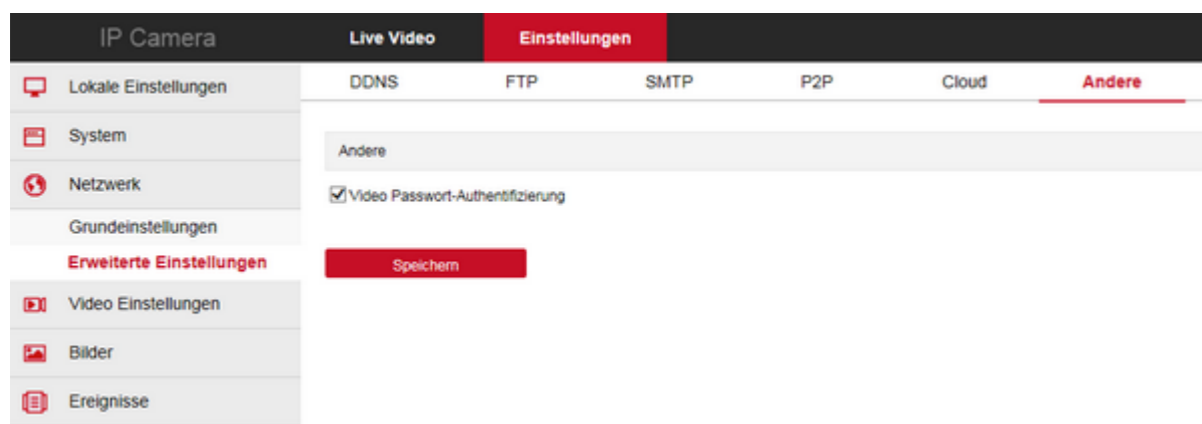 IP Camera Live Video Einstellungen
Lokale Einstellungen DDNS FTP SMTP P2P Cloud Andere
System
Andere
Netzwerk
Video Passwort-Authentifizierung
Grundeinstellungen
Erweiterte Einstellungen Speichern
Video Einstellungen
Bilder
Ereignisse